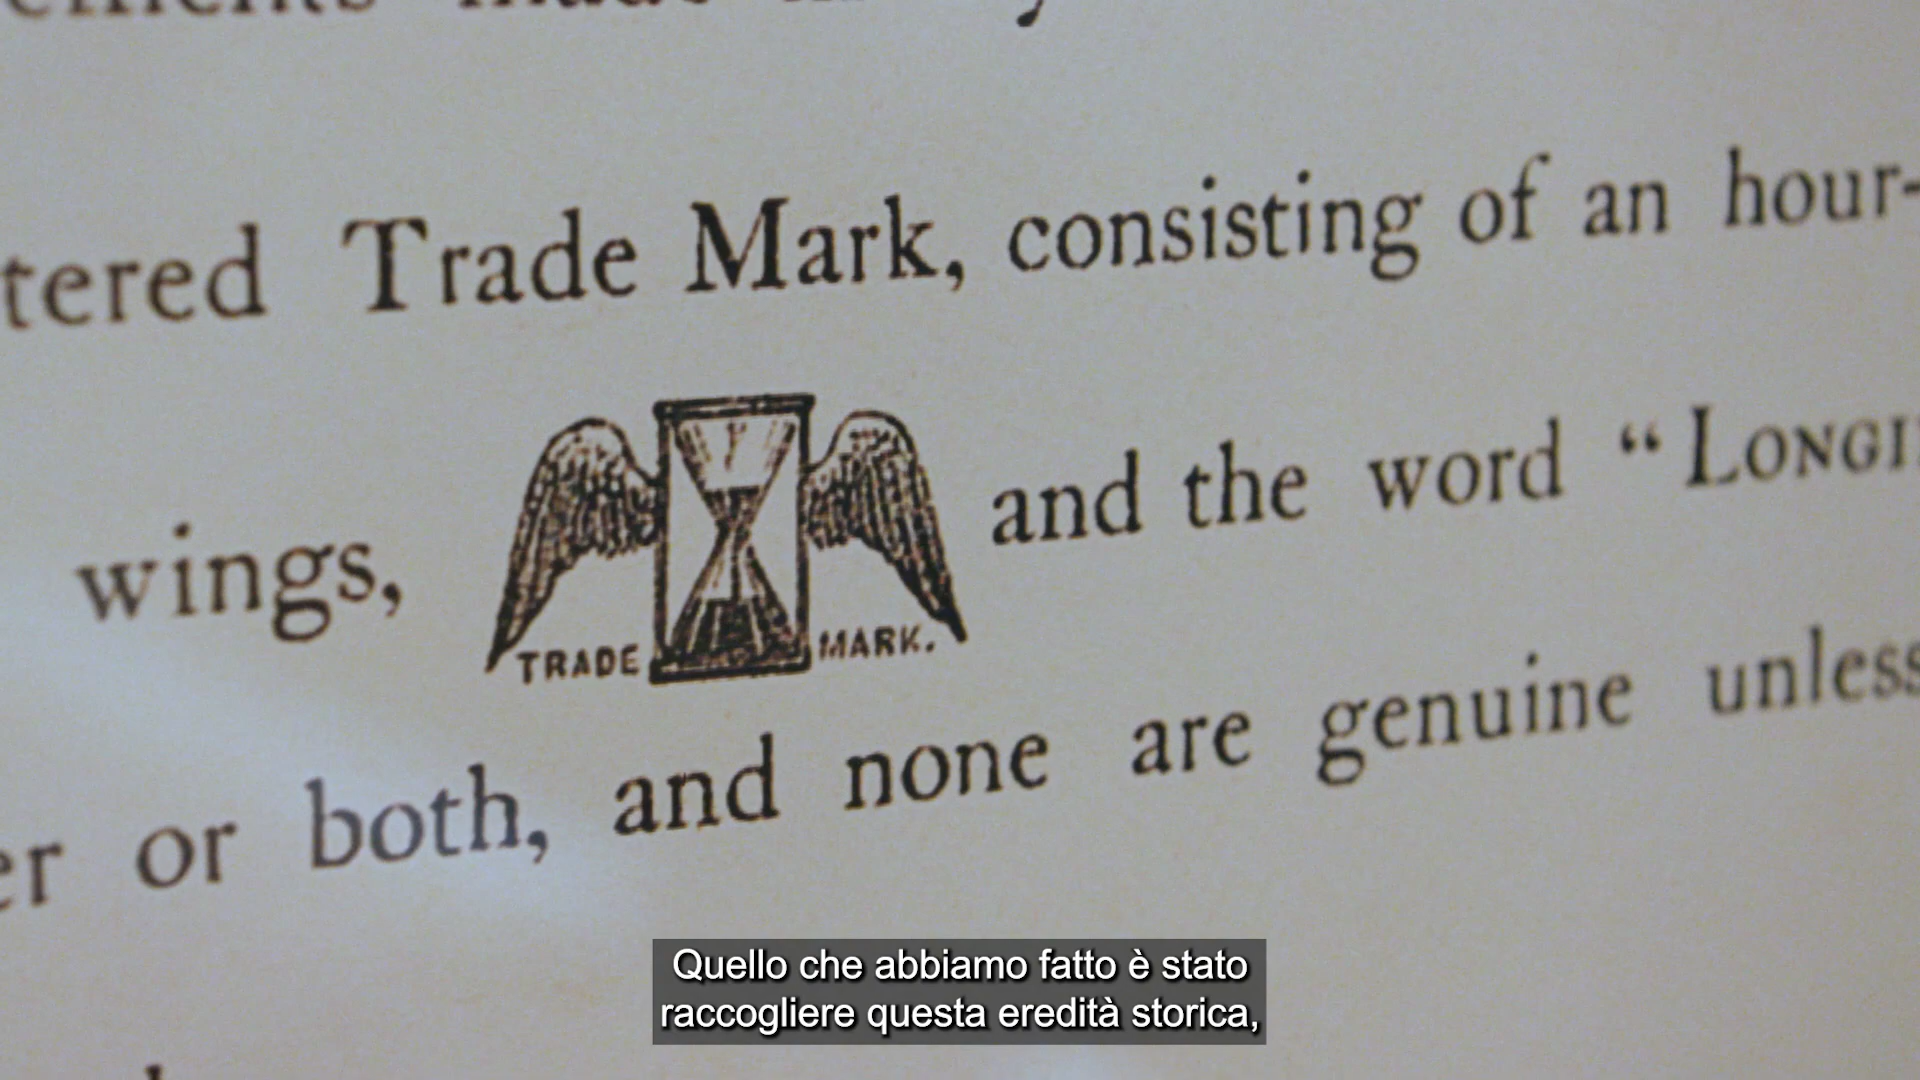 tered Trade Mark, consisting of an hour-
wings,
TRADE MARK.
and the word “LONGI
or both, and none are genuine unless
Quello che abbiamo fatto è stato
raccogliere questa eredità storica,